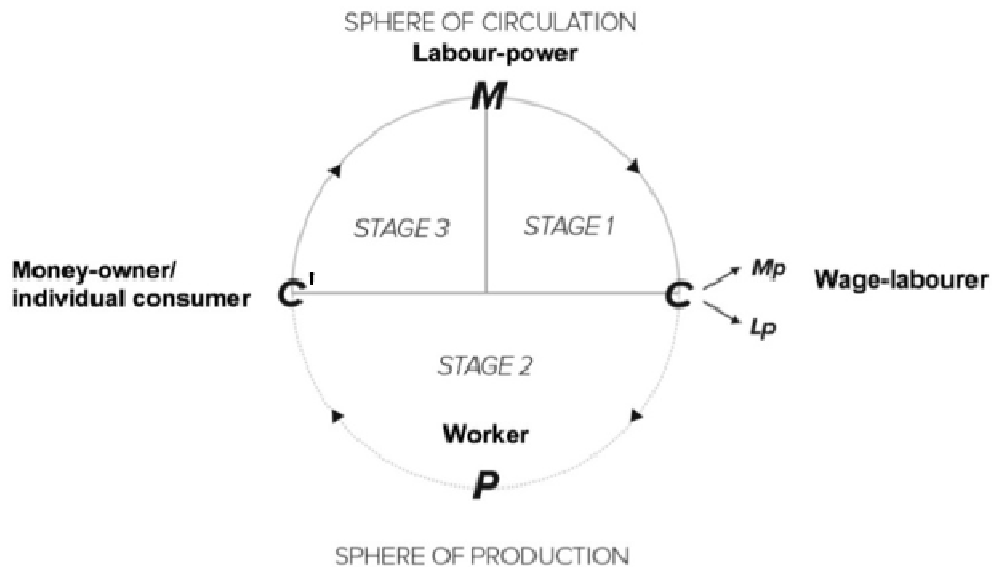 SPHERE OF CIRCULATION
Labour-power
M
STAGE 3
STAGE 1
Money-owner/
individual consumer
C'
C
Mp
Lp
Wage-labourer
STAGE 2
Worker
P
SPHERE OF PRODUCTION